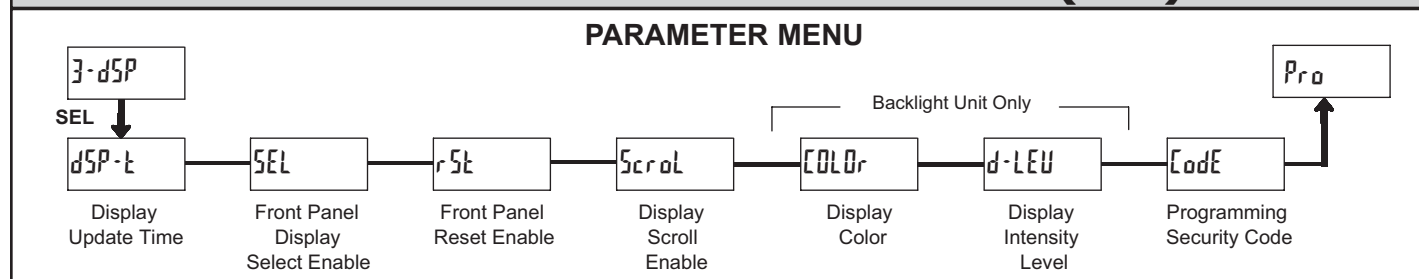 PARAMETER MENU
3-dSP
Pro
SEL
Backlight Unit Only
dSP-t
SEL
rSt
ScroL
COLOr
d-LEV
CodE
Display
Update Time
Front Panel
Display
Select Enable
Front Panel
Reset Enable
Display
Scroll
Enable
Display
Color
Display
Intensity
Level
Programming
Security Code